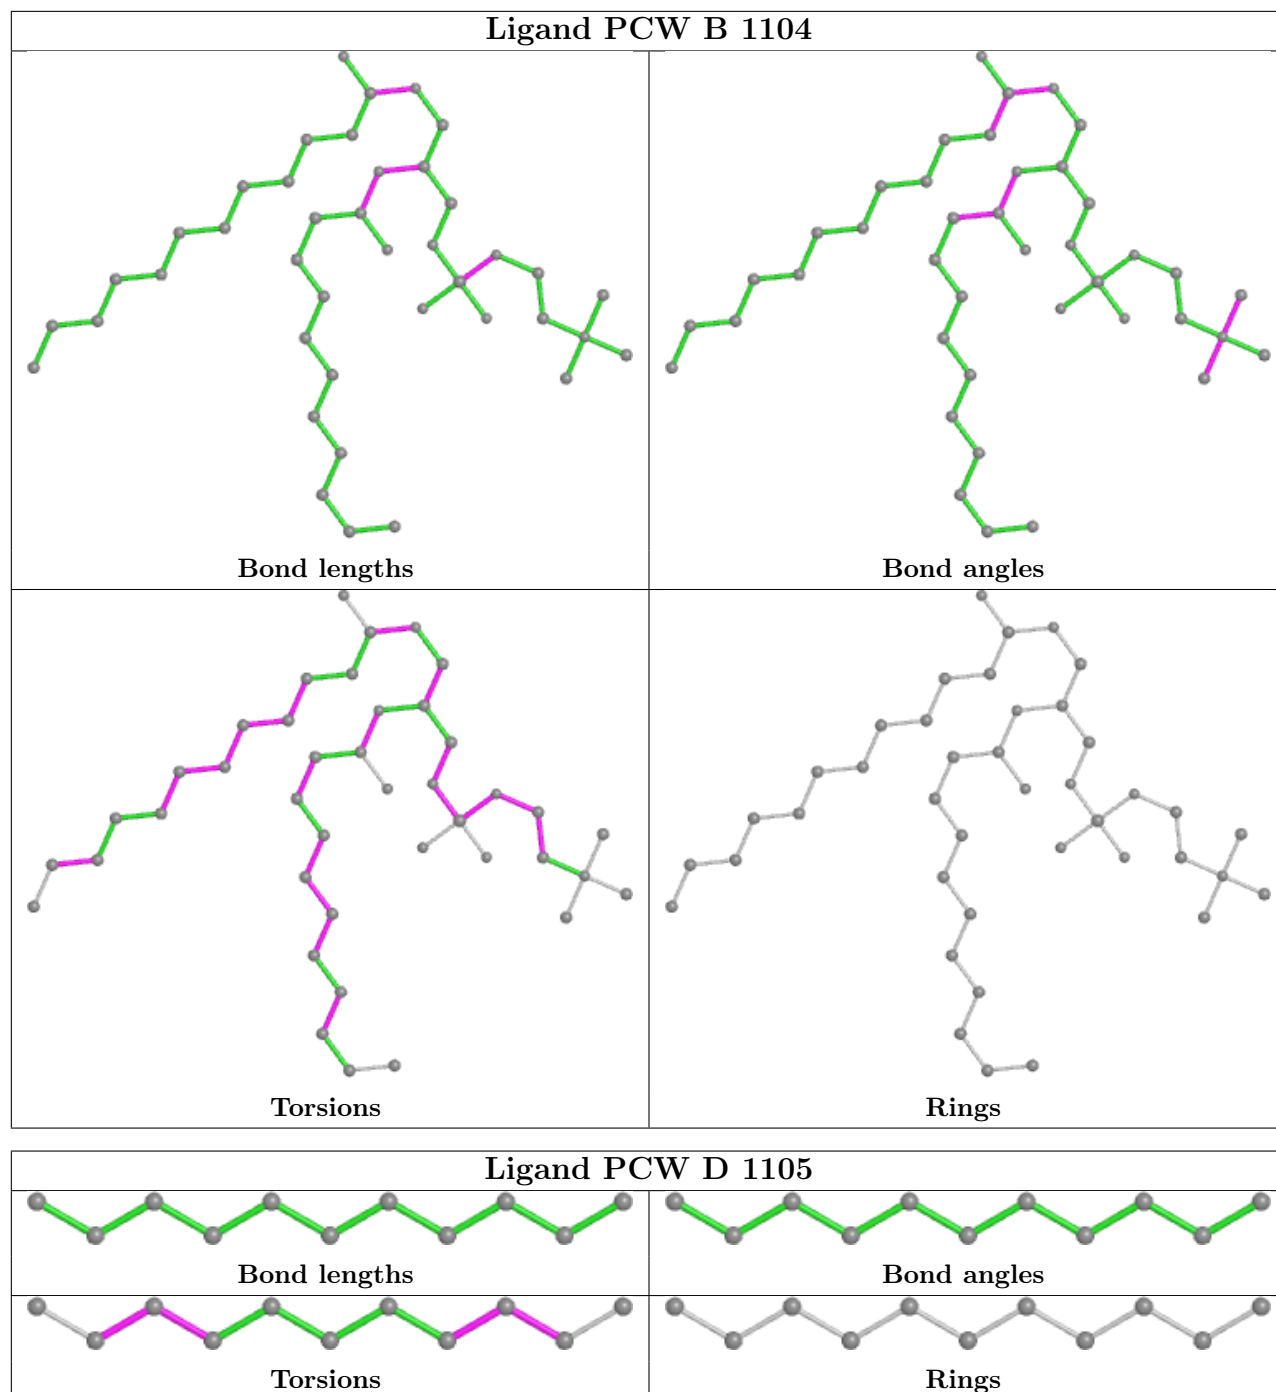 Ligand PCW B 1104
Bond lengths
Bond angles
Torsions
Rings
Ligand PCW D 1105
Bond lengths
Bond angles
Torsions
Rings